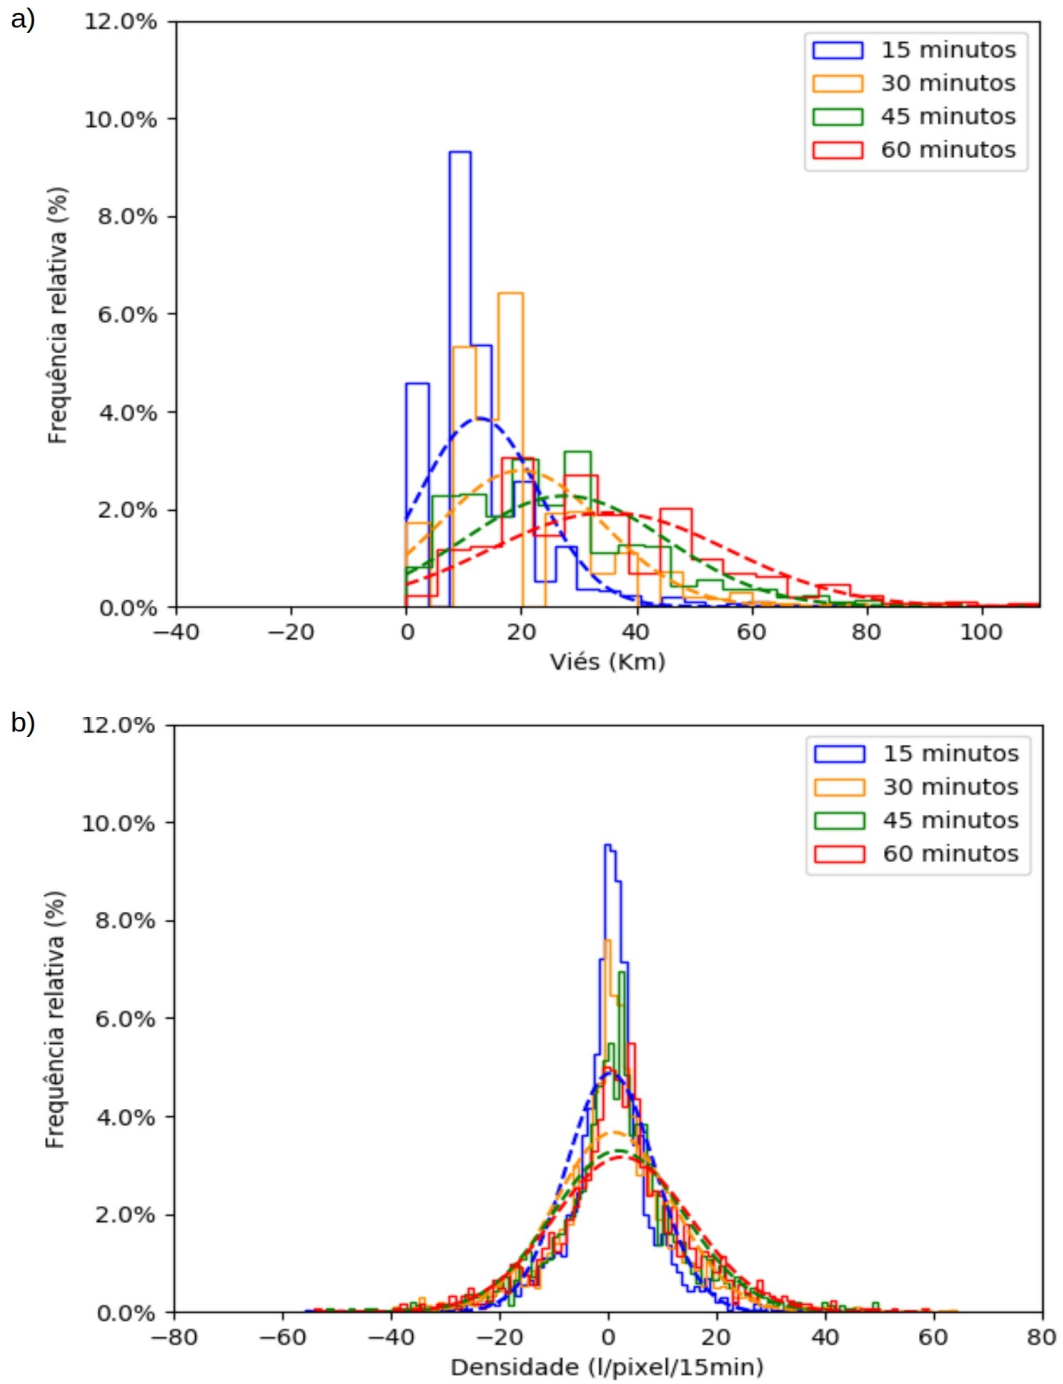 a)
12.0%
10.0%
8.0%
6.0%
4.0%
2.0%
0.0%
Frequência relativa (%)
15 minutos
30 minutos
45 minutos
60 minutos
−40 −20 0 20 40 60 80 100
Viés (Km)
b)
12.0%
10.0%
8.0%
6.0%
4.0%
2.0%
0.0%
Frequência relativa (%)
15 minutos
30 minutos
45 minutos
60 minutos
−80 −60 −40 −20 0 20 40 60 80
Densidade (l/pixel/15min)